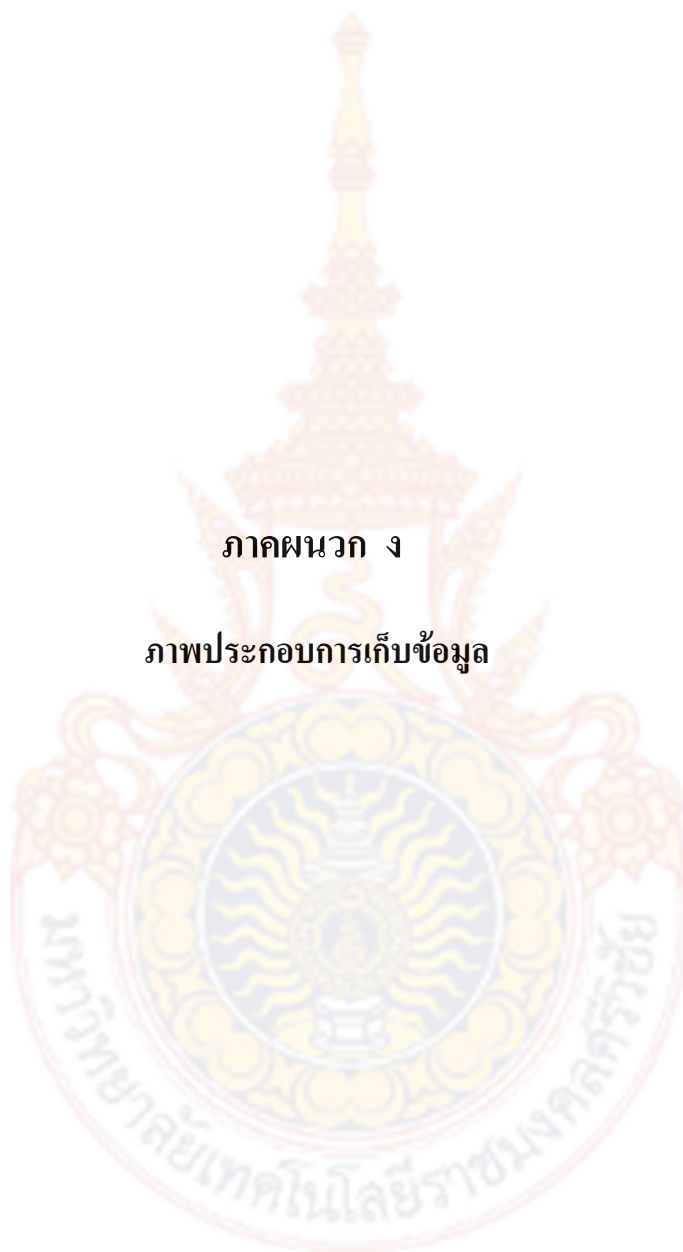 ภาคผนวก ง
ภาพประกอบการเก็บข้อมูล
มหาวิทยาลัยเทคโนโลยีราชมงคลศรีวิชัย